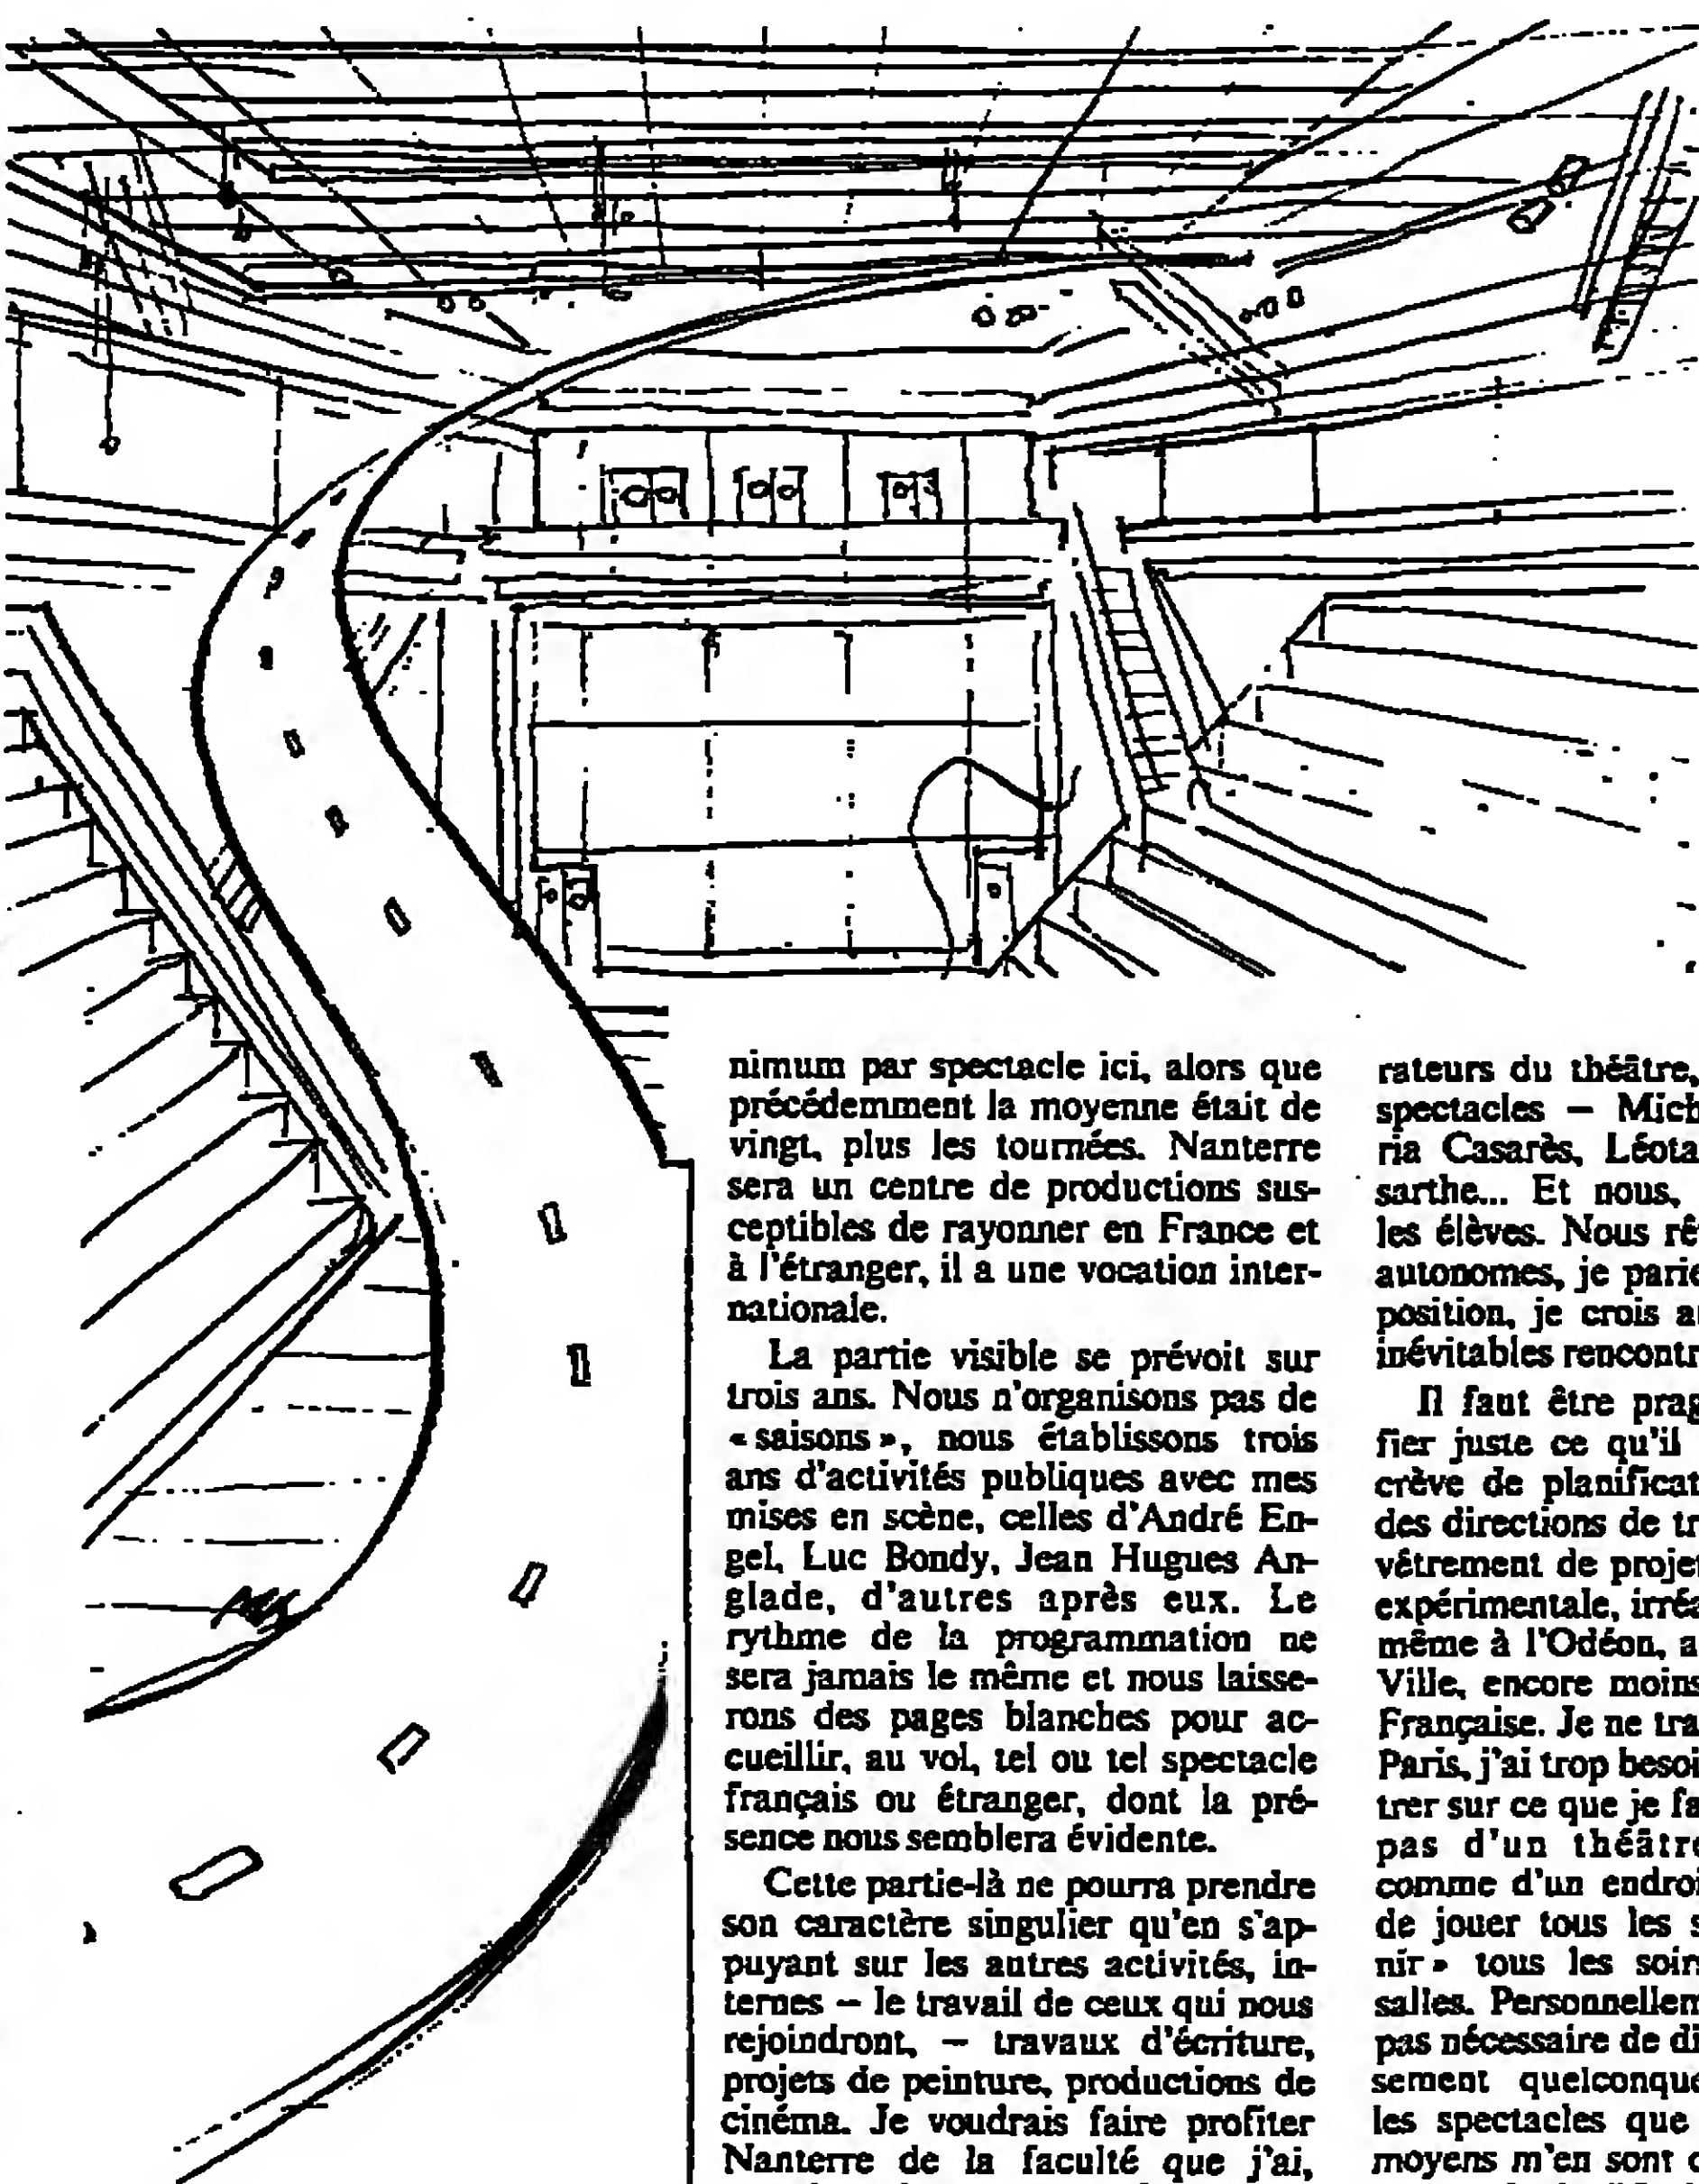 nimum par spectacle ici, alors que
précédemment la moyenne était de
vingt, plus les tournées. Nanterre
sera un centre de productions sus-
ceptibles de rayonner en France et
à l'étranger, il a une vocation inter-
nationale.
La partie visible se prévoit sur
trois ans. Nous n'organisons pas de
« saisons », nous établissons trois
ans d'activités publiques avec mes
mises en scène, celles d'André En-
gel, Luc Bondy, Jean Hugues An-
glade, d'autres après eux. Le
rythme de la programmation ne
sera jamais le même et nous laisse-
rons des pages blanches pour ac-
cueillir, au vol, tel ou tel spectacle
français ou étranger, dont la pré-
sence nous semblera évidente.
Cette partie-là ne pourra prendre
son caractère singulier qu'en s'ap-
puyant sur les autres activités, in-
ternes – le travail de ceux qui nous
rejoindront, – travaux d'écriture,
projets de peinture, productions de
cinéma. Je voudrais faire profiter
Nanterre de la faculté que j'ai,
rateurs du théâtre,
spectacles – Mich
ria Casarès, Léota
sarthe... Et nous,
les élèves. Nous rê
autonomes, je parie
position, je crois a
inévitables rencontr
Il faut être prag
fier juste ce qu'il
crève de planificat
des directions de tr
vêtrement de projet
expérimentale, irréa
même à l'Odéon, a
Ville, encore moins
Française. Je ne tra
Paris, j'ai trop besoi
trer sur ce que je fa
pas d'un théâtre
comme d'un endroi
de jouer tous les s
nir » tous les soir
salles. Personnellem
pas nécessaire de di
sement quelconque
les spectacles que
moyens m'en sont